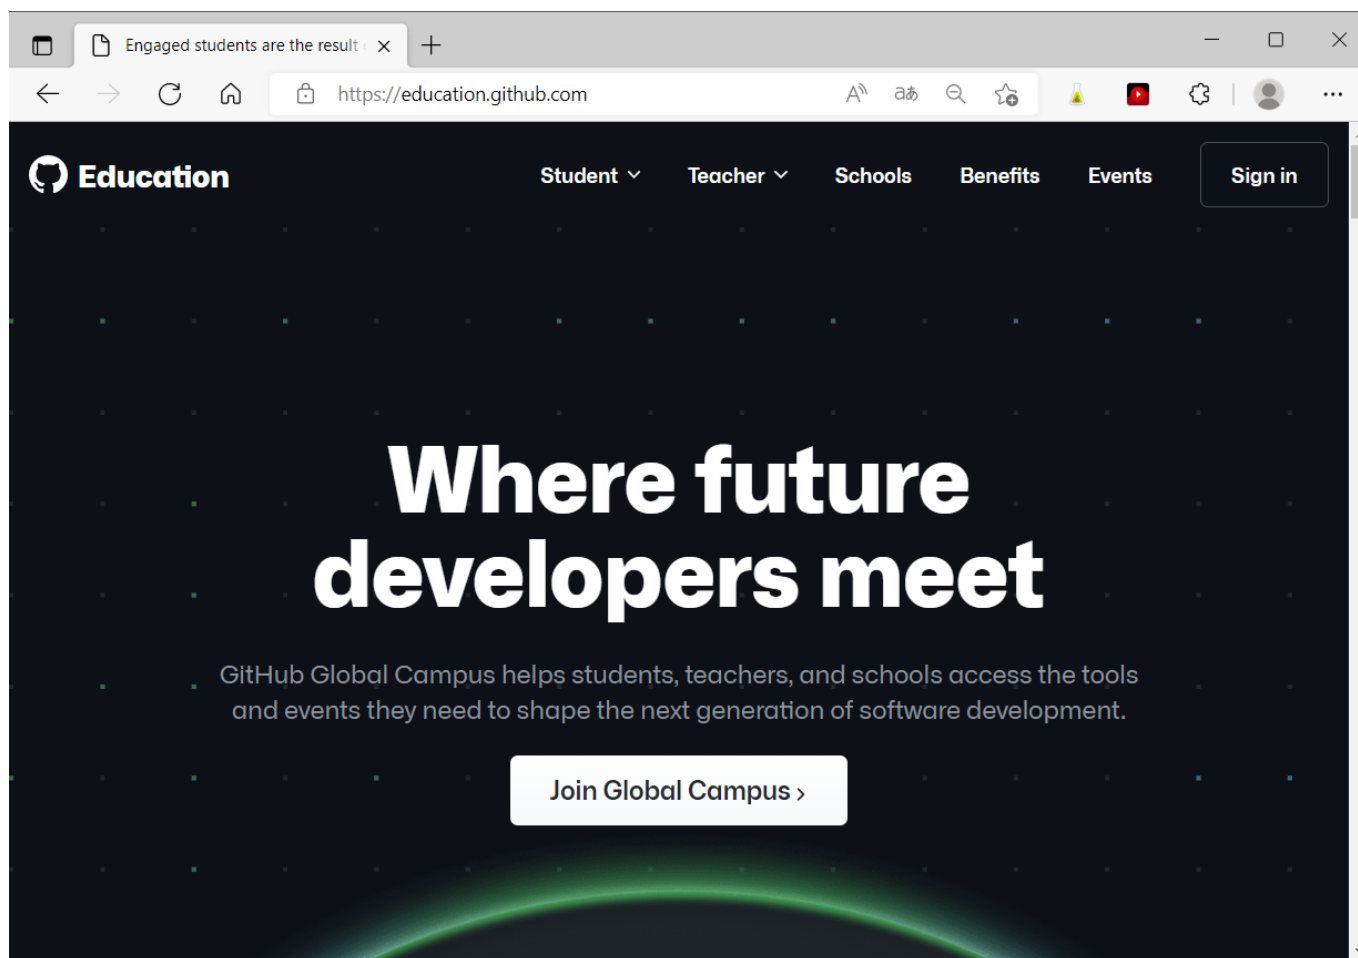 Engaged students are the result
https://education.github.com
Education
Student
Teacher
Schools
Benefits
Events
Sign in
Where future
developers meet
GitHub Global Campus helps students, teachers, and schools access the tools
and events they need to shape the next generation of software development.
Join Global Campus ›